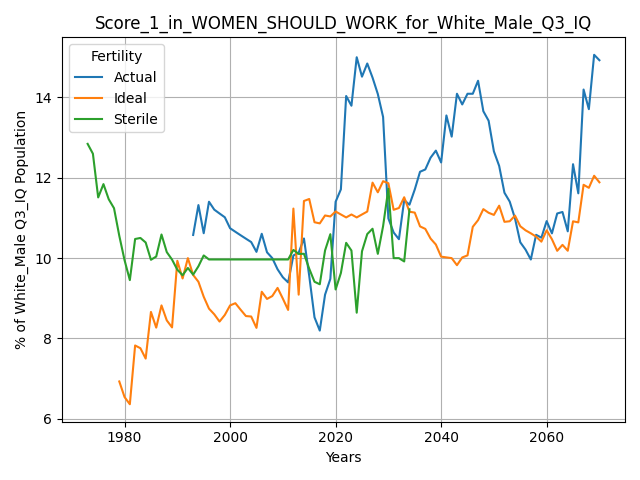 Score_1_in_WOMEN_SHOULD_WORK_for_White_Male_Q3_IQ
Fertility
Actual
Ideal
Sterile
% of White_Male Q3_IQ Population
14
12
10
8
6
1980
2000
2020
2040
2060
Years